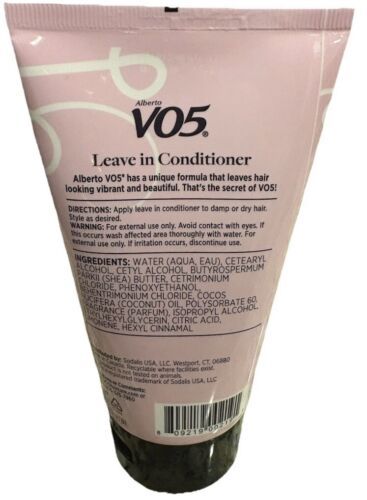 Alberto
VO5®
Leave in Conditioner
Alberto VO5® has a unique formula that leaves hair
looking vibrant and beautiful. That's the secret of VO5!
DIRECTIONS: Apply leave in conditioner to damp or dry hair.
Style as desired.
WARNING: For external use only. Avoid contact with eyes. If
this occurs wash affected area thoroughly with water. For
external use only. If irritation occurs, discontinue use.
INGREDIENTS: WATER (AQUA, EAU), CETEARYL
ALCOHOL, CETYL ALCOHOL, BUTYROSPERMUM
PARKII (SHEA) BUTTER, CETRIMONIUM
CHLORIDE, PHENOXYETHANOL,
BEHENTRIMONIUM CHLORIDE, COCOS
NUCIFERA (COCONUT) OIL, POLYSORBATE 60,
FRAGRANCE (PARFUM), ISOPROPYL ALCOHOL,
ETHYLHEXYLGLYCERIN, CITRIC ACID,
HEXYL CINNAMAL
by: Sodalis USA, LLC. Westport, CT, 06880
Recyclable where facilities exist.
is not tested on animals.
registered trademark of Sodalis USA, LLC
or Comments: